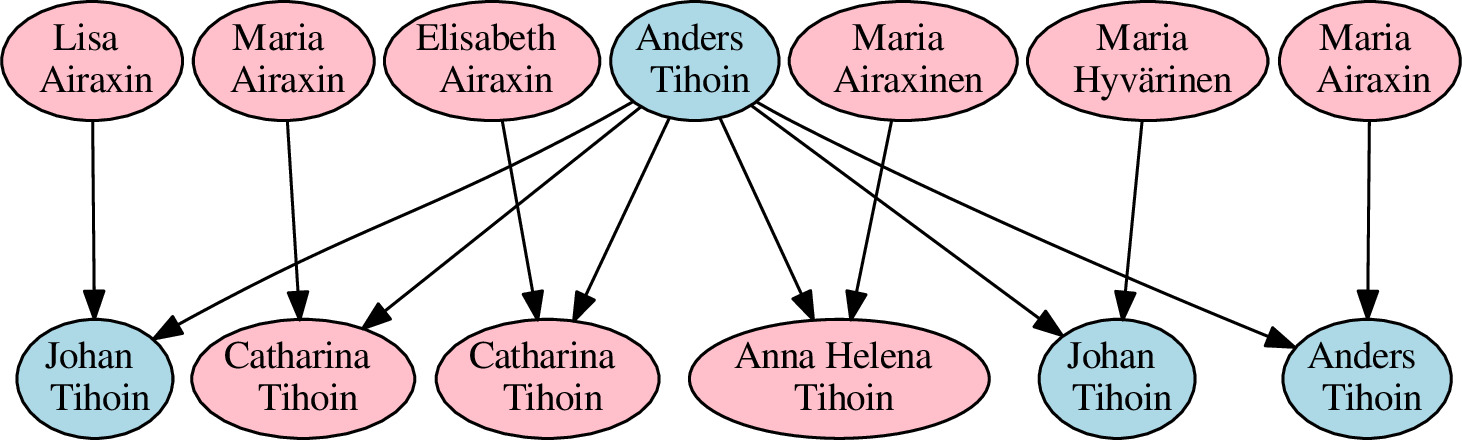 Lisa
Airaxin
Maria
Airaxin
Elisabeth
Airaxin
Anders
Tihoin
Maria
Airaxinen
Maria
Hyvärinen
Maria
Airaxin
Johan
Tihoin
Catharina
Tihoin
Catharina
Tihoin
Anna Helena
Tihoin
Johan
Tihoin
Anders
Tihoin